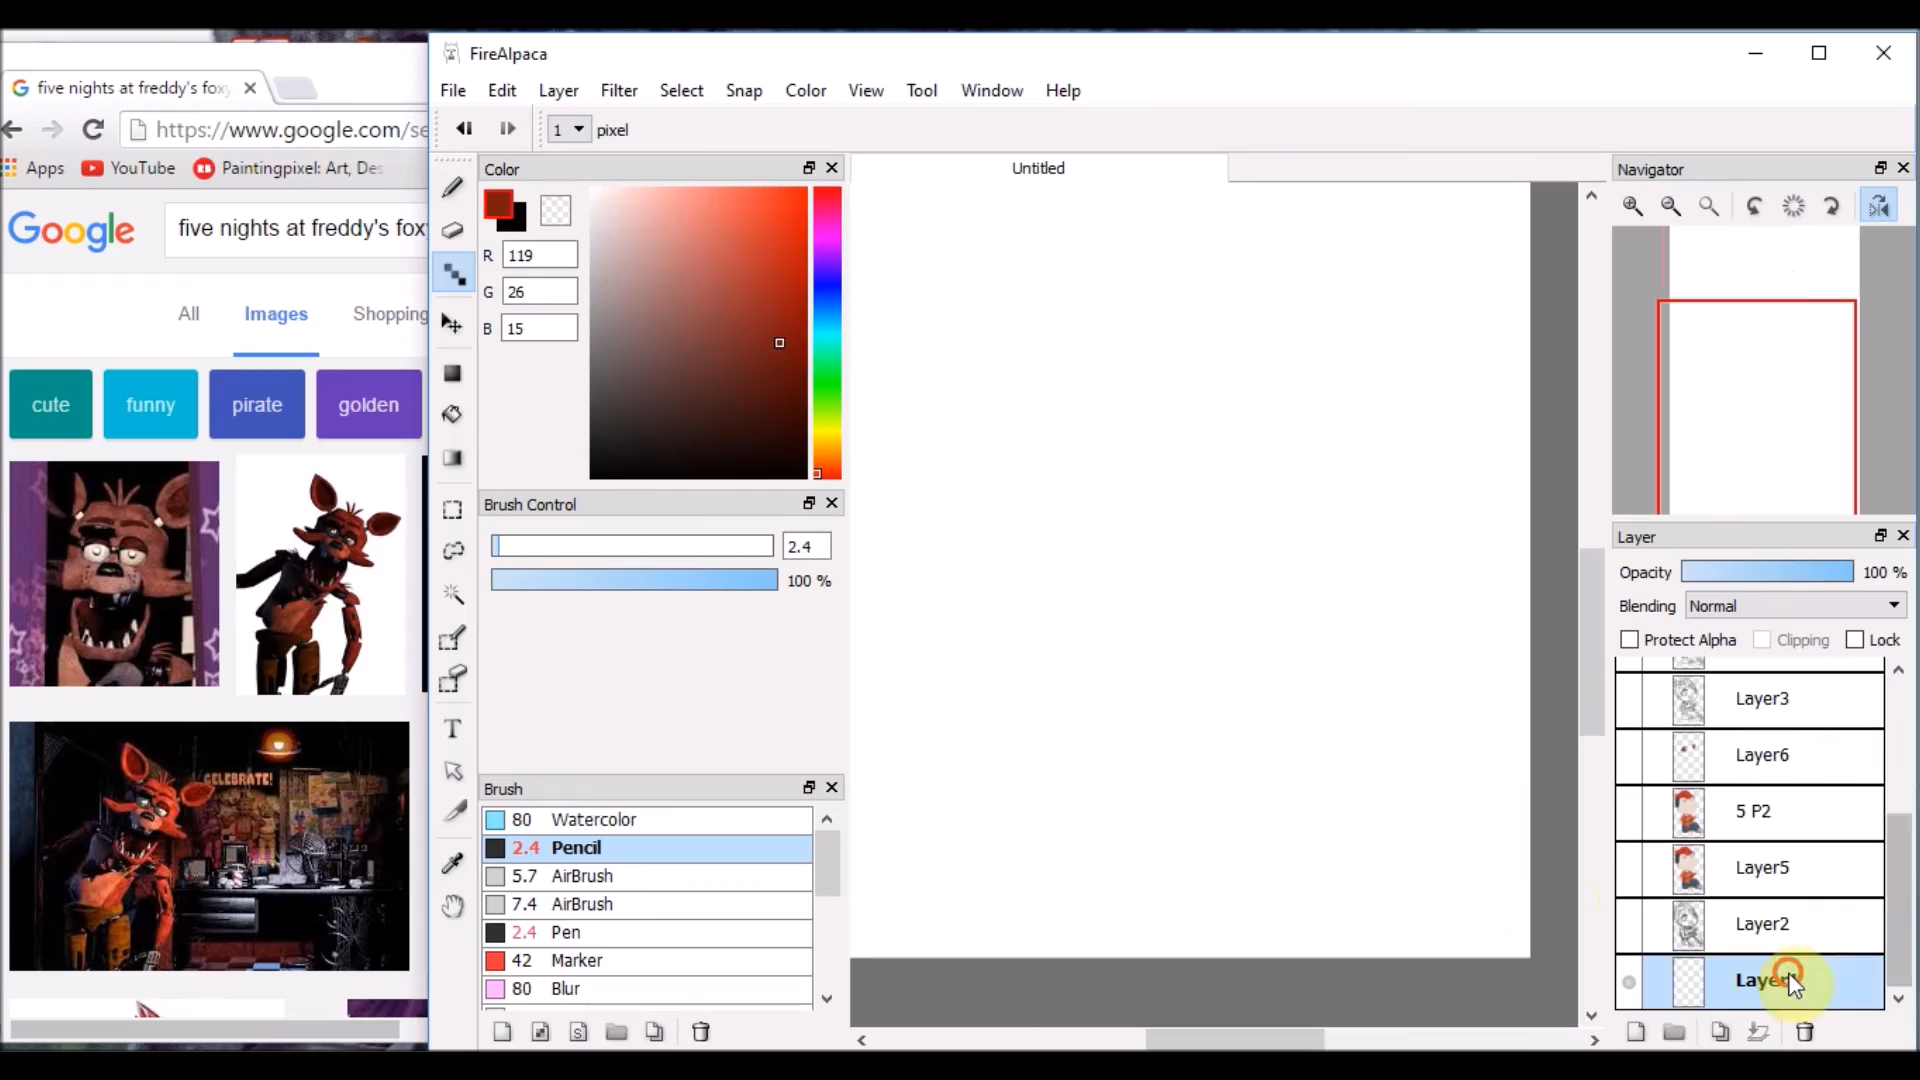 five nights at freddy's foxy
https://www.google.com/se
Apps
YouTube
Paintingpixel: Art, Des
Google
five nights at freddy's fox
All
Images
Shopping
cute
funny
pirate
golden
CELEBRATE!
FireAlpaca
File
Edit
Layer
Filter
Select
Snap
Color
View
Tool
Window
Help
1
pixel
Color
R 119
G 26
B 15
Brush Control
2.4
100 %
Brush
80 Watercolor
2.4 Pencil
5.7 AirBrush
7.4 AirBrush
2.4 Pen
42 Marker
80 Blur
T
Untitled
Navigator
Layer
Opacity 100 %
Blending Normal
Protect Alpha Clipping Lock
Layer3
Layer6
5 P2
Layer5
Layer2